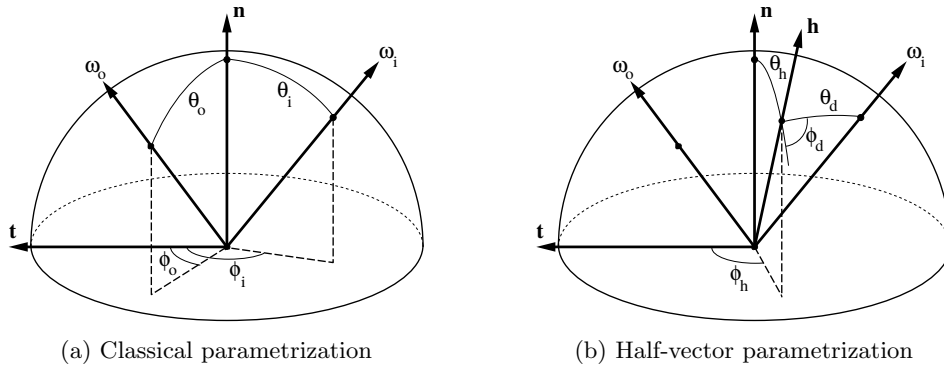 n
ω_o
ω_i
θ_o
θ_i
t
ϕ_o
ϕ_i
(a) Classical parametrization
n
h
ω_o
θ_h
ω_i
θ_d
ϕ_d
t
ϕ_h
(b) Half-vector parametrization